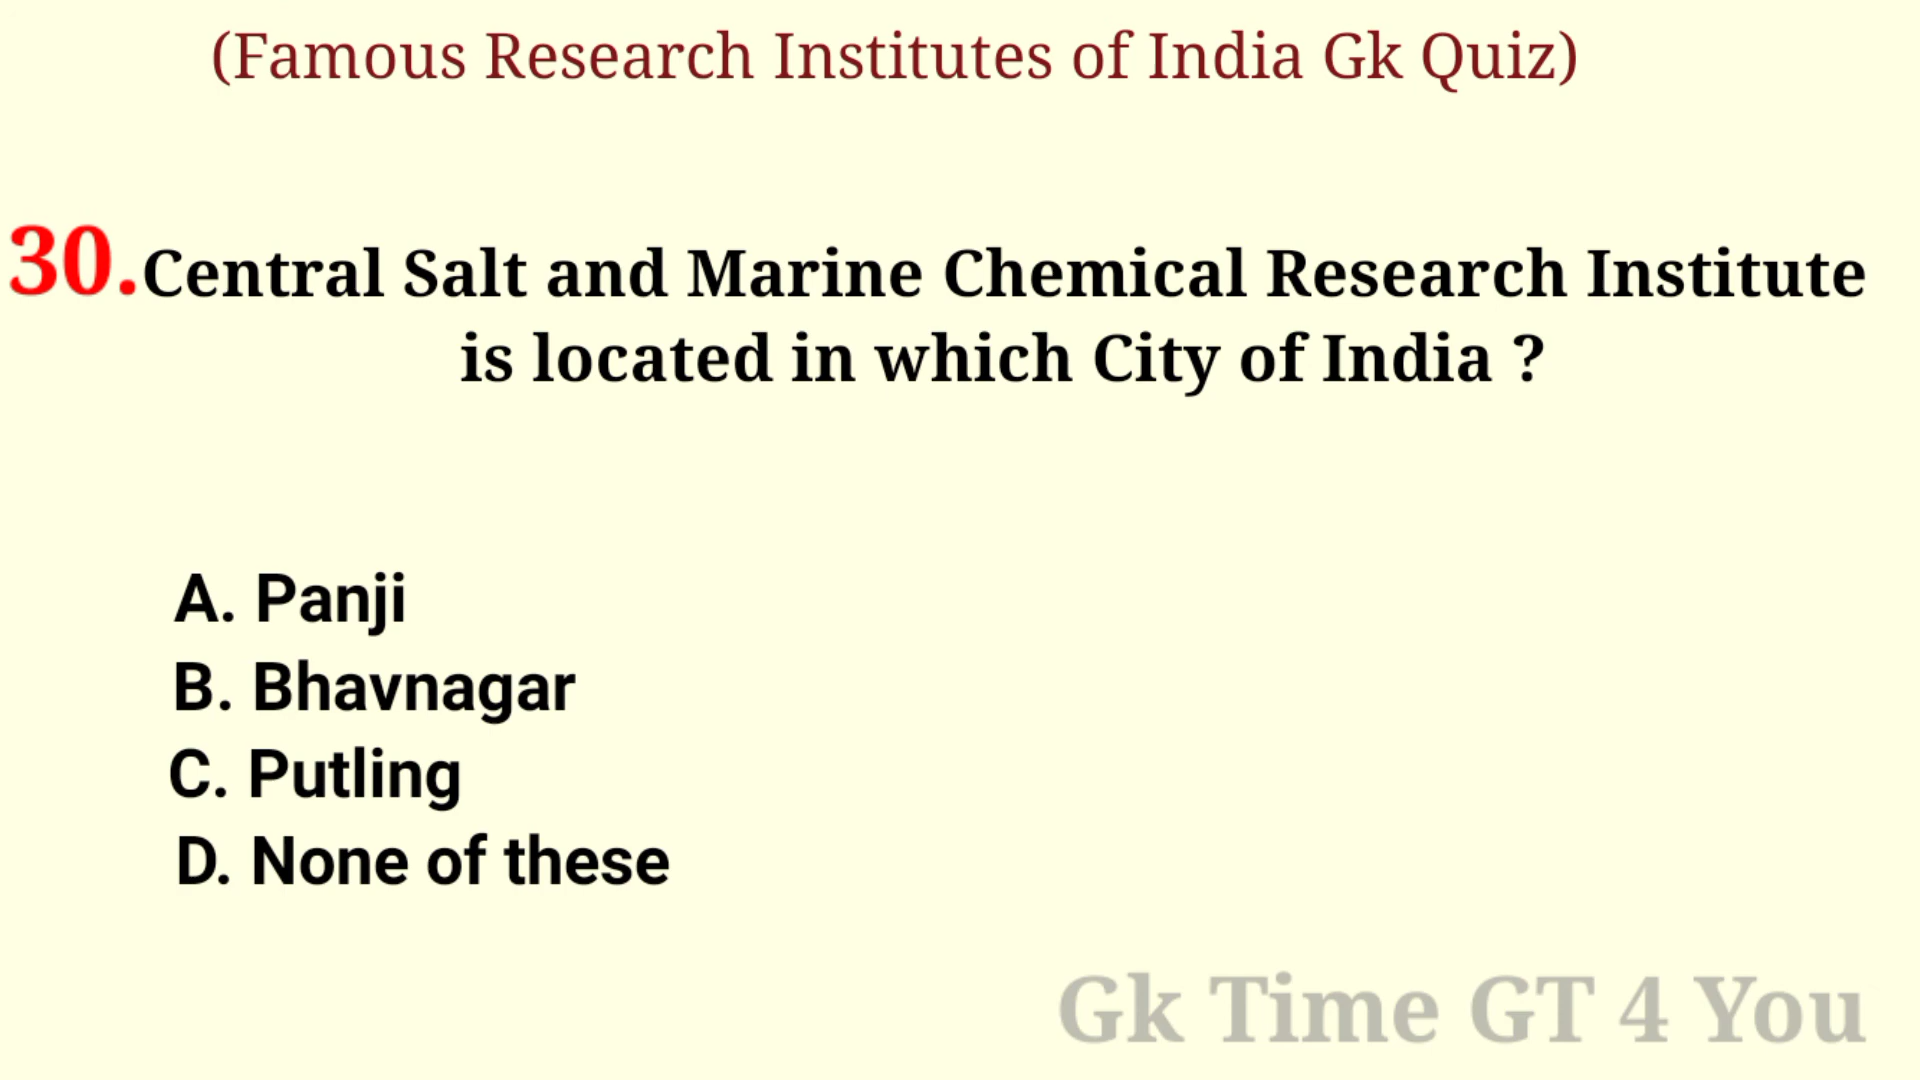 (Famous Research Institutes of India Gk Quiz)
30.Central Salt and Marine Chemical Research Institute
is located in which City of India ?
A. Panji
B. Bhavnagar
C. Putling
D. None of these
Gk Time GT 4 You